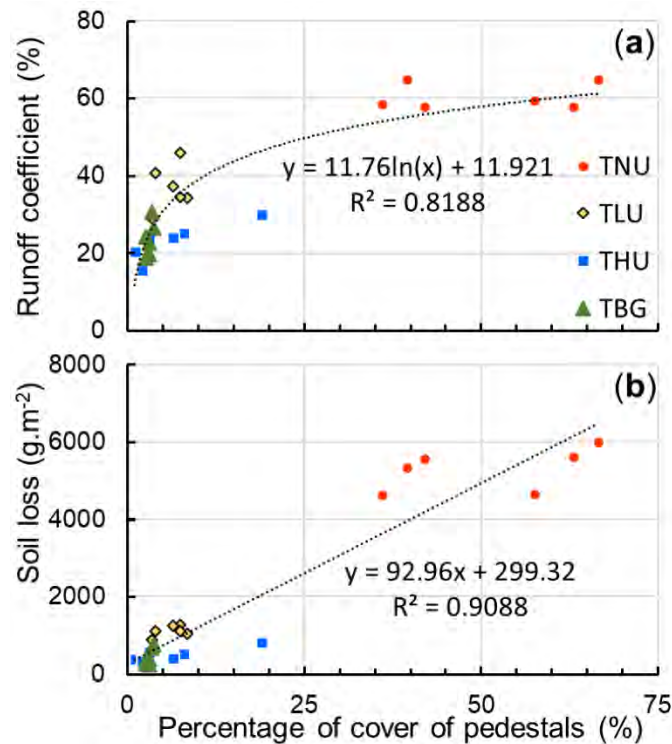 80
(a)
60
40
20
0
Runoff coefficient (%)
y = 11.76ln(x) + 11.921
R² = 0.8188
TNU
TLU
THU
TBG
8000
(b)
6000
4000
2000
0
Soil loss (g.m⁻²)
y = 92.96x + 299.32
R² = 0.9088
0 25 50 75
Percentage of cover of pedestals (%)